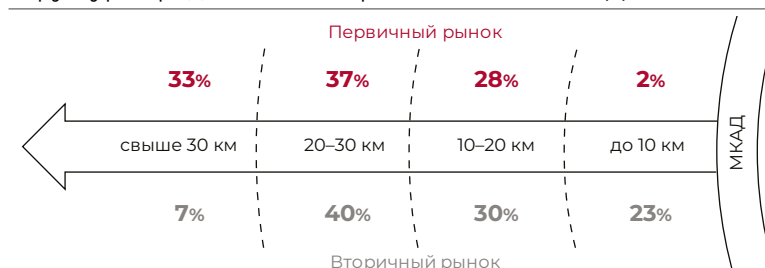 Первичный рынок
33% 37% 28% 2%
свыше 30 км 20–30 км 10–20 км до 10 км МКАД
7% 40% 30% 23%
Вторичный рынок